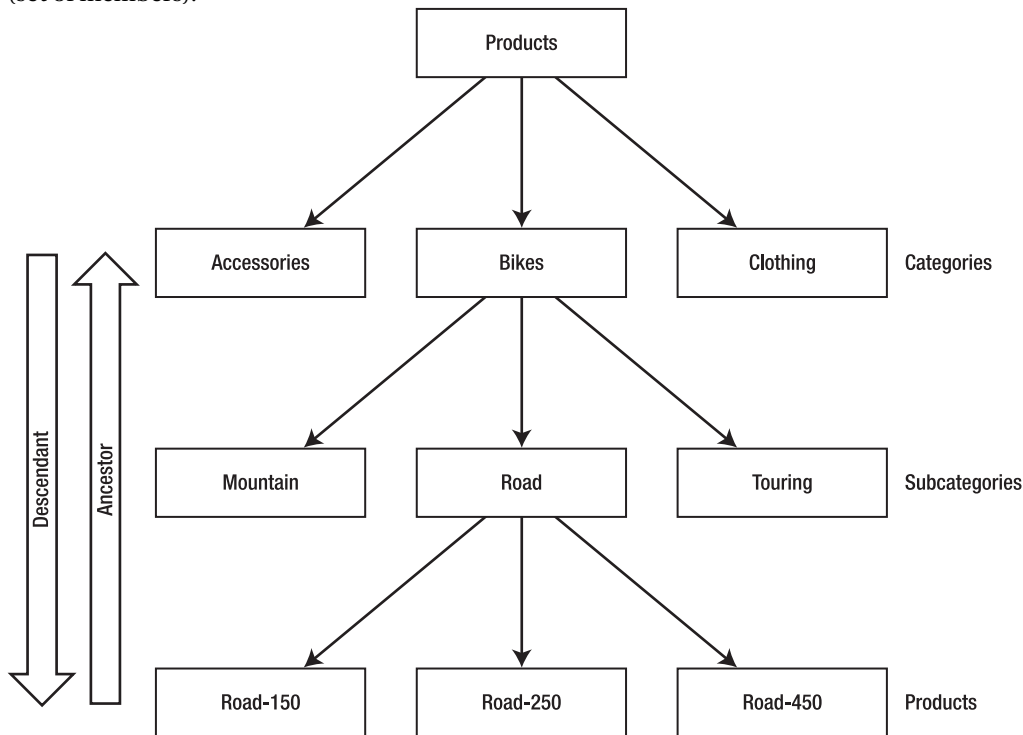 (set of members).
Products
Accessories
Bikes
Clothing
Categories
Descendant
Ancestor
Mountain
Road
Touring
Subcategories
Road-150
Road-250
Road-450
Products